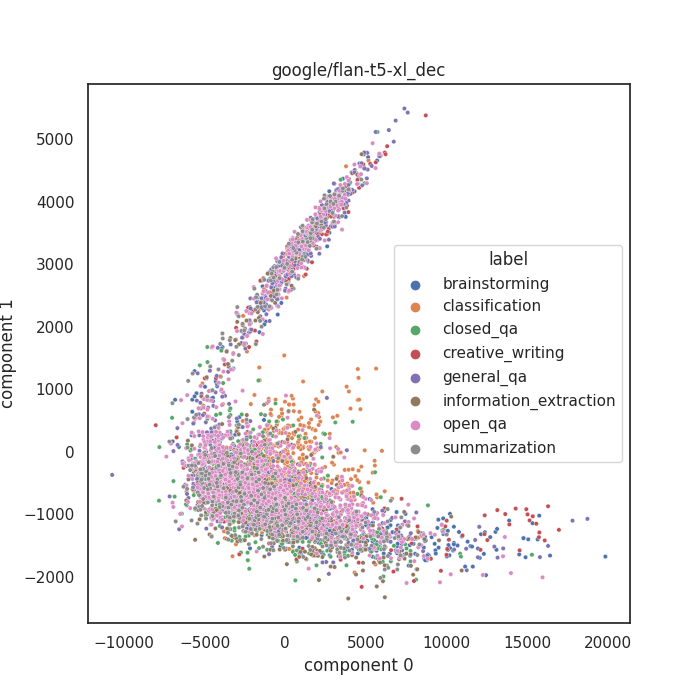 google/flan-t5-xl_dec
component 1
5000
4000
3000
2000
1000
0
−1000
−2000
label
brainstorming
classification
closed_qa
creative_writing
general_qa
information_extraction
open_qa
summarization
−10000 −5000 0 5000 10000 15000 20000
component 0